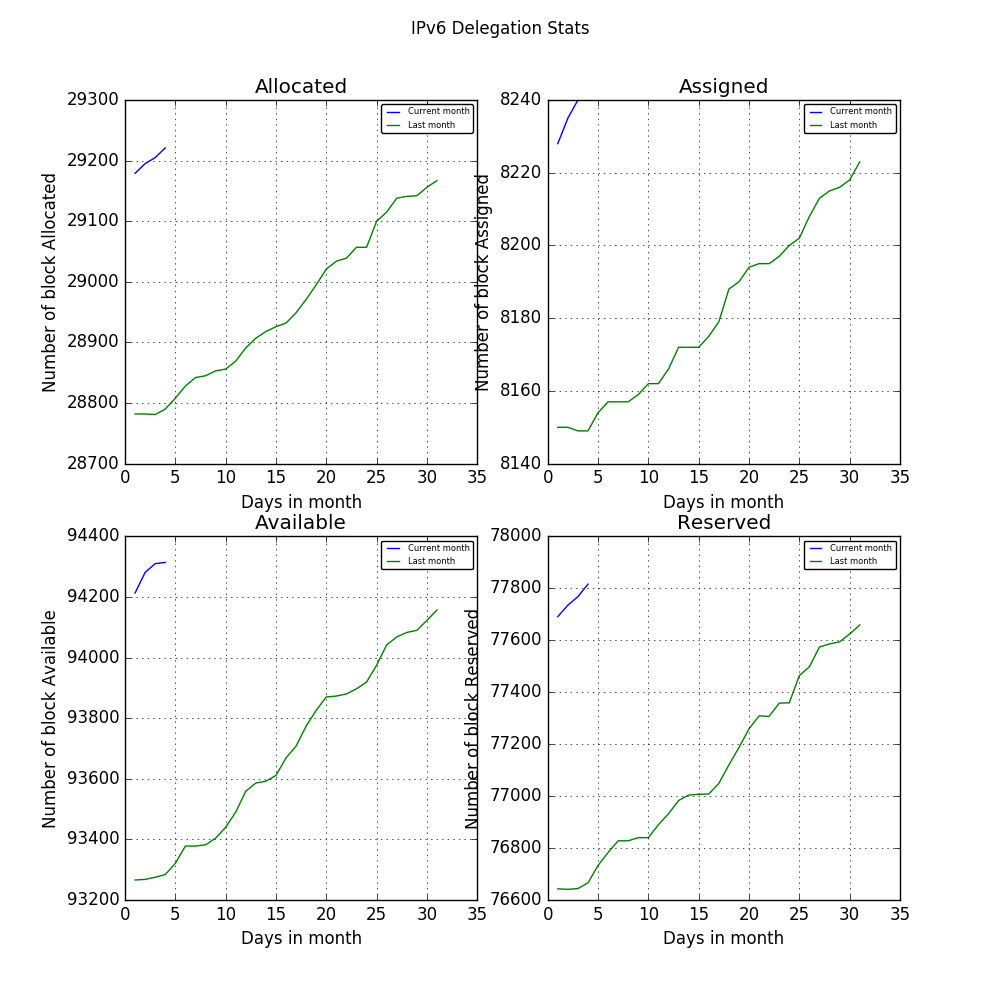 IPv6 Delegation Stats
Allocated
29300
29200
29100
29000
28900
28800
28700
0 5 10 15 20 25 30 35
Number of block Allocated
Days in month
Current month
Last month
Assigned
8240
8220
8200
8180
8160
8140
0 5 10 15 20 25 30 35
Number of block Assigned
Days in month
Current month
Last month
Available
94400
94200
94000
93800
93600
93400
93200
0 5 10 15 20 25 30 35
Number of block Available
Days in month
Current month
Last month
Reserved
78000
77800
77600
77400
77200
77000
76800
76600
0 5 10 15 20 25 30 35
Number of block Reserved
Days in month
Current month
Last month